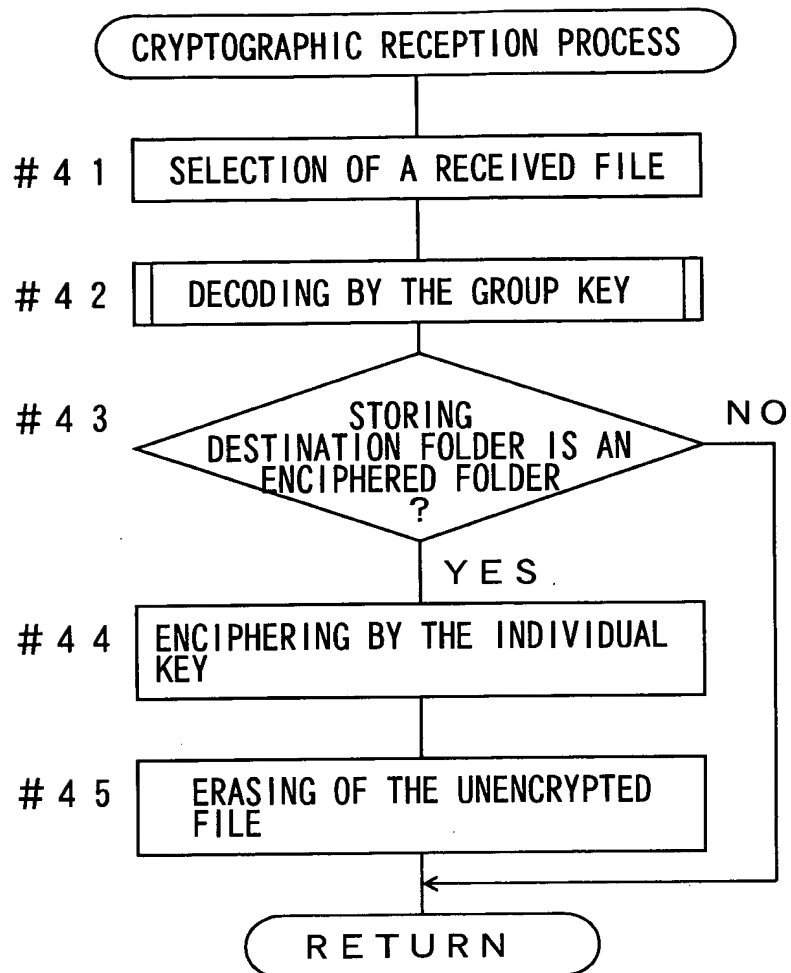 CRYPTOGRAPHIC RECEPTION PROCESS
#41
SELECTION OF A RECEIVED FILE
#42
DECODING BY THE GROUP KEY
#43
STORING
DESTINATION FOLDER IS AN
ENCIPHERED FOLDER
?
NO
YES
#44
ENCIPHERING BY THE INDIVIDUAL
KEY
#45
ERASING OF THE UNENCRYPTED
FILE
RETURN